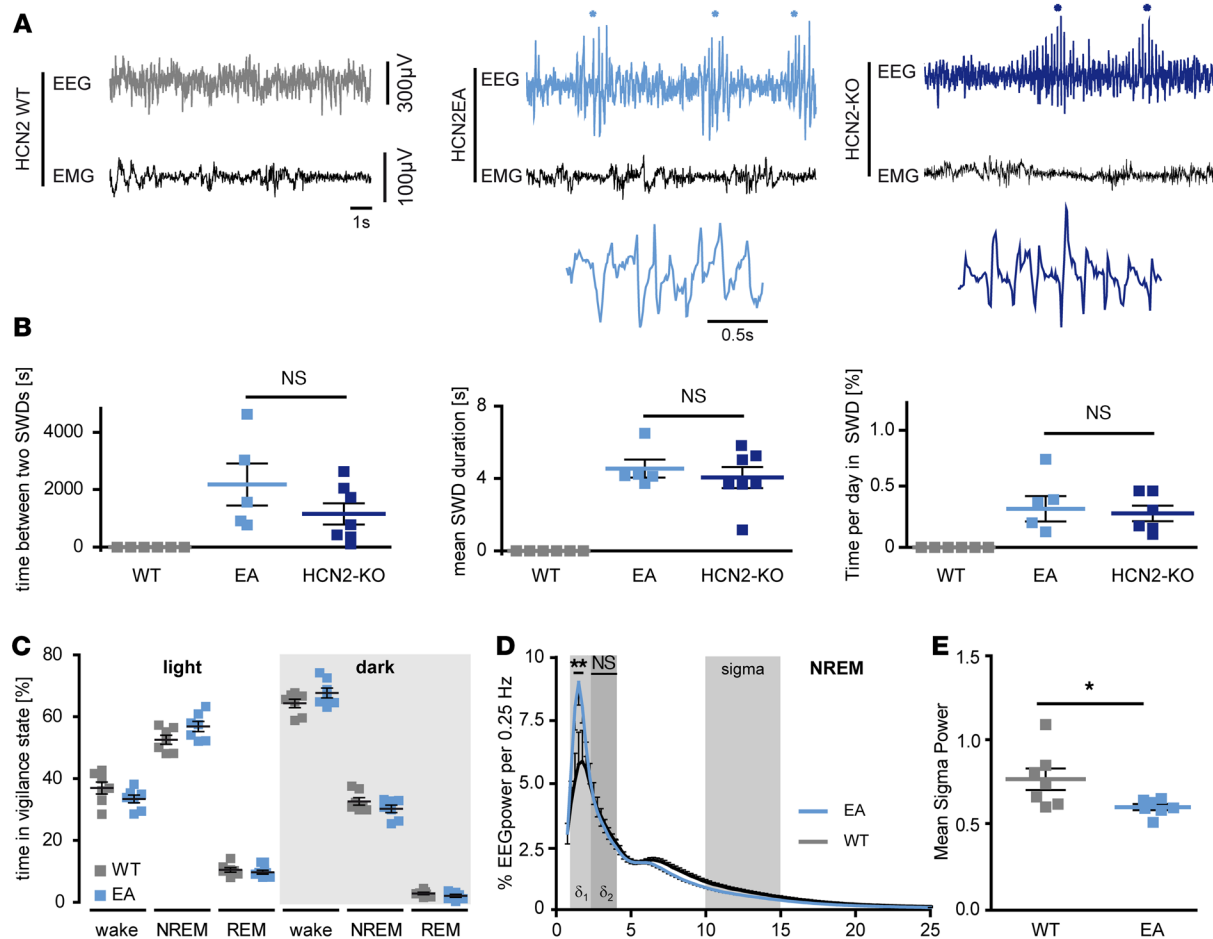 A
HCN2 WT
EEG
300µV
EMG
100µV
1s
HCN2EA
EEG
EMG
0.5s
HCN2-KO
EEG
EMG
B
time between two SWDs [s]
4000
2000
0
NS
WT EA HCN2-KO
mean SWD duration [s]
8
4
0
NS
WT EA HCN2-KO
Time per day in SWD [%]
1.0
0.5
0
NS
WT EA HCN2-KO
C
time in vigilance state [%]
80
60
40
20
0
light dark
WT
EA
wake NREM REM wake NREM REM
D
% EEGpower per 0.25 Hz
10
7.5
5.0
2.5
0
** NS
sigma
NREM
EA
WT
δ1 δ2
0 5 10 15 20 25
E
Mean Sigma Power
1.5
1.0
0.5
0.0
*
WT EA